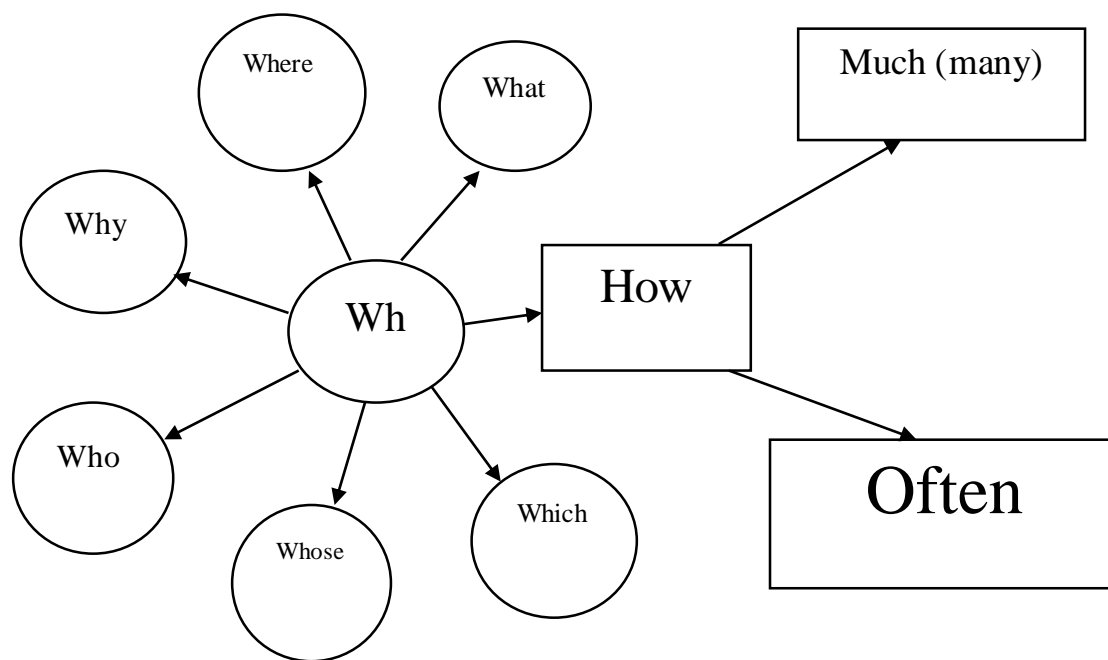 Where
What
Much (many)
Why
How
Wh
Who
Often
Which
Whose